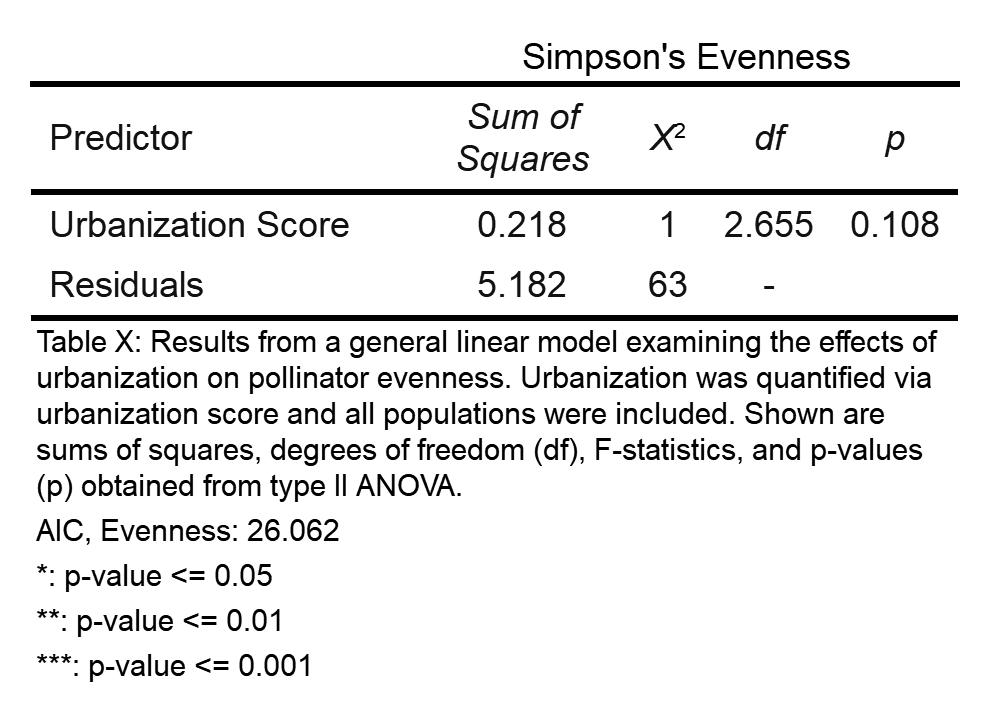 Simpson's Evenness
Predictor Sum of Squares X² df p
Urbanization Score 0.218 1 2.655 0.108
Residuals 5.182 63 -
Table X: Results from a general linear model examining the effects of
urbanization on pollinator evenness. Urbanization was quantified via
urbanization score and all populations were included. Shown are
sums of squares, degrees of freedom (df), F-statistics, and p-values
(p) obtained from type II ANOVA.
AIC, Evenness: 26.062
*: p-value <= 0.05
**: p-value <= 0.01
***: p-value <= 0.001